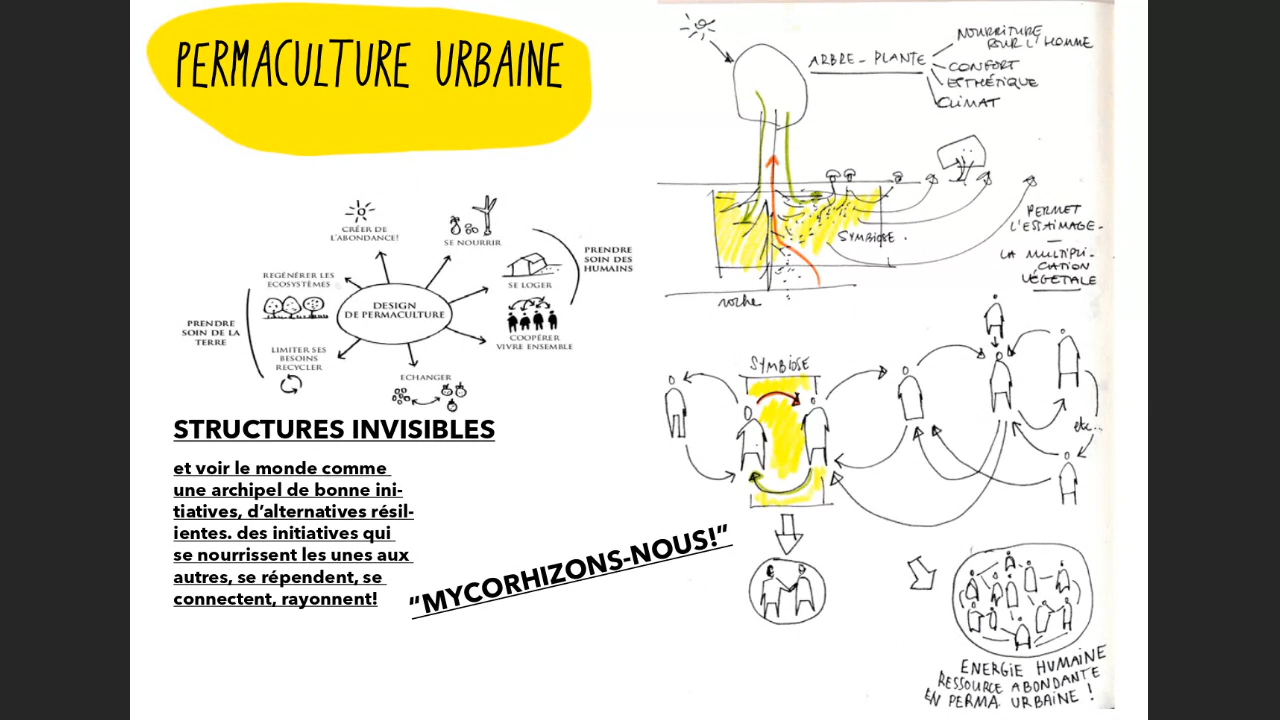 PERMACULTURE URBAINE
CRÉER DE
L'ABONDANCE!
SE NOURRIR
PRENDRE
SOIN DES
HUMAINS
SE LOGER
COOPÉRER
VIVRE ENSEMBLE
ECHANGER
LIMITER SES
BESOINS
RECYCLER
PRENDRE
SOIN DE LA
TERRE
REGÉNÉRER LES
ECOSYSTÈMES
DESIGN
DE PERMACULTURE
STRUCTURES INVISIBLES
et voir le monde comme
une archipel de bonne ini-
tiatives, d'alternatives résil-
ientes. des initiatives qui
se nourrissent les unes aux
autres, se répendent, se
connectent, rayonnent!
"MYCORHIZONS-NOUS!"
ARBRE - PLANTE
NOURRITURE
POUR L'HOMME
CONFORT
ESTHÉTIQUE
CLIMAT
SYMBIOSE.
PERMET
L'ESSAIMAGE -
LA MULTIPLI-
CATION
VÉGÉTALE
roche
SYMBIOSE
etc...
ENERGIE HUMAINE
RESSOURCE ABONDANTE
EN PERMA. URBAINE !